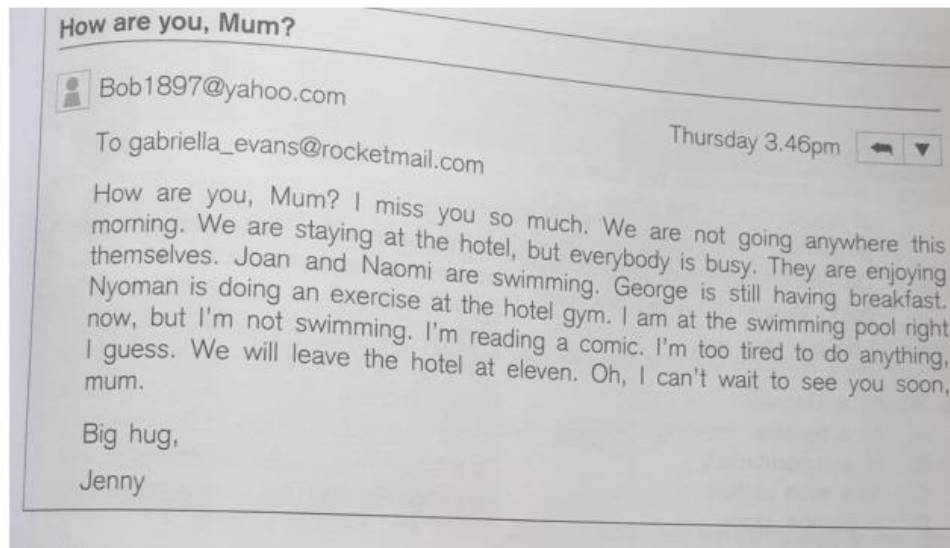 How are you, Mum?
Bob1897@yahoo.com
Thursday 3.46pm
To gabriella_evans@rocketmail.com
How are you, Mum? I miss you so much. We are not going anywhere this
morning. We are staying at the hotel, but everybody is busy. They are enjoying
themselves. Joan and Naomi are swimming. George is still having breakfast.
Nyoman is doing an exercise at the hotel gym. I am at the swimming pool right
now, but I'm not swimming. I'm reading a comic. I'm too tired to do anything,
I guess. We will leave the hotel at eleven. Oh, I can't wait to see you soon,
mum.
Big hug,
Jenny